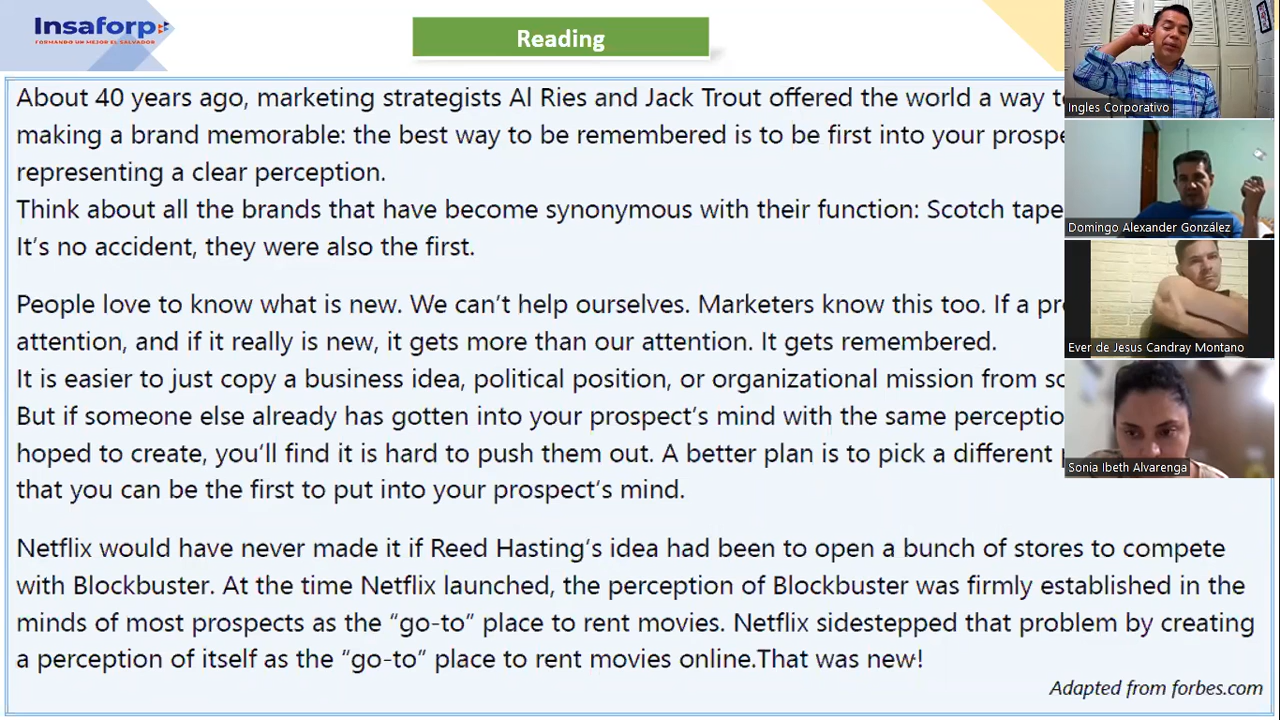 Insaforp
FORMANDO UN MEJOR EL SALVADOR
Reading
About 40 years ago, marketing strategists Al Ries and Jack Trout offered the world a way
making a brand memorable: the best way to be remembered is to be first into your
representing a clear perception.
Think about all the brands that have become synonymous with their function: Scotch tape
It's no accident, they were also the first.
People love to know what is new. We can't help ourselves. Marketers know this too. If a
attention, and if it really is new, it gets more than our attention. It gets remembered.
It is easier to just copy a business idea, political position, or organizational mission from
But if someone else already has gotten into your prospect's mind with the same
hoped to create, you'll find it is hard to push them out. A better plan is to pick a different
that you can be the first to put into your prospect's mind.
Netflix would have never made it if Reed Hasting's idea had been to open a bunch of stores to compete
with Blockbuster. At the time Netflix launched, the perception of Blockbuster was firmly established in the
minds of most prospects as the “go-to” place to rent movies. Netflix sidestepped that problem by creating
a perception of itself as the “go-to” place to rent movies online.That was new!
Adapted from forbes.com
Ingles Corporativo
Domingo Alexander González
Ever de Jesus Candray Montano
Sonia Ibeth Alvarenga